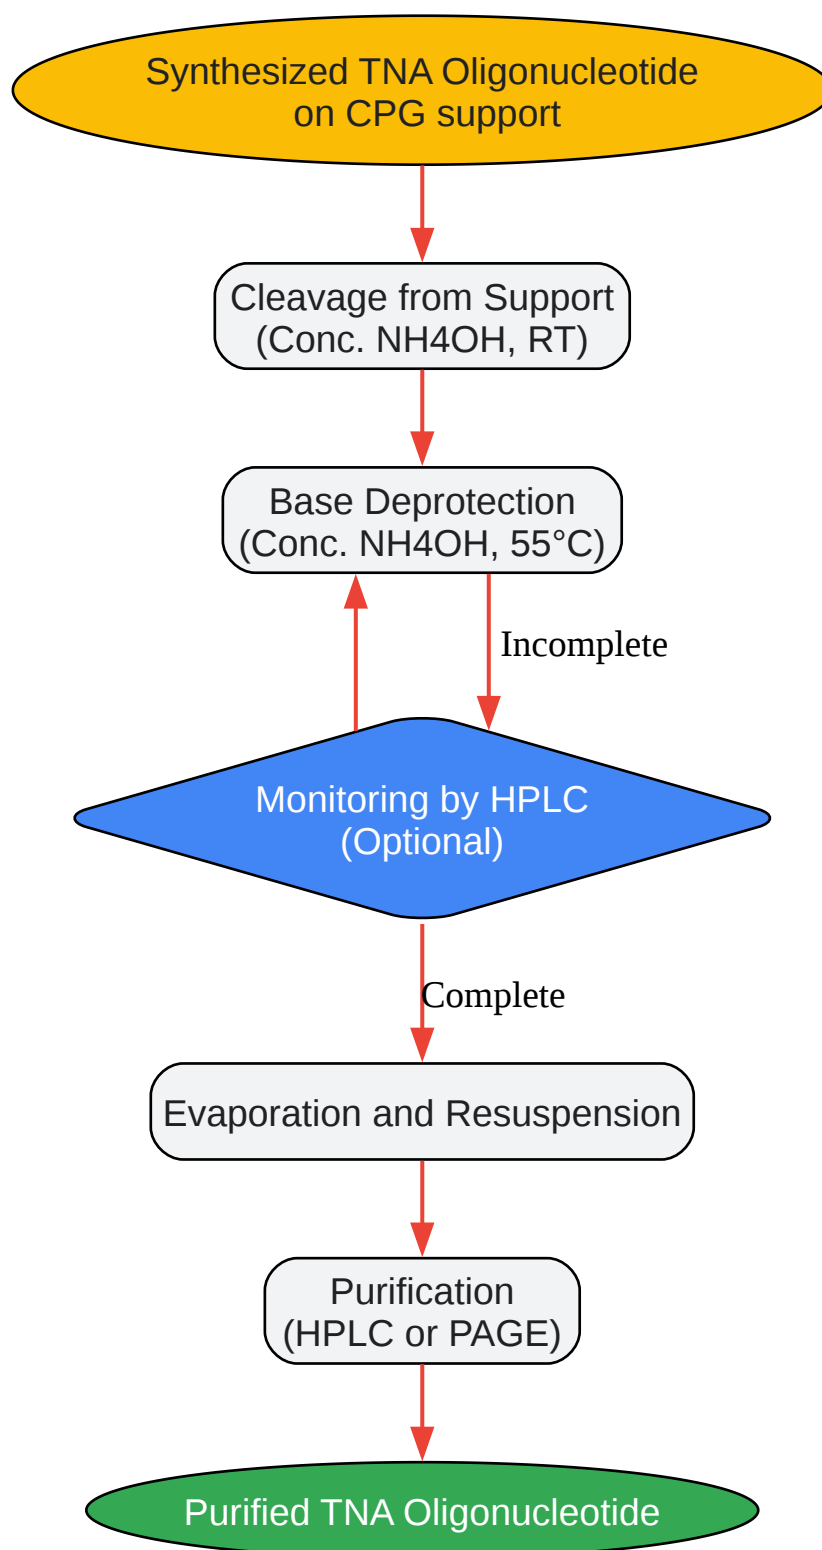 Synthesized TNA Oligonucleotide
on CPG support
Cleavage from Support
(Conc. NH4OH, RT)
Base Deprotection
(Conc. NH4OH, 55°C)
Incomplete
Monitoring by HPLC
(Optional)
Complete
Evaporation and Resuspension
Purification
(HPLC or PAGE)
Purified TNA Oligonucleotide